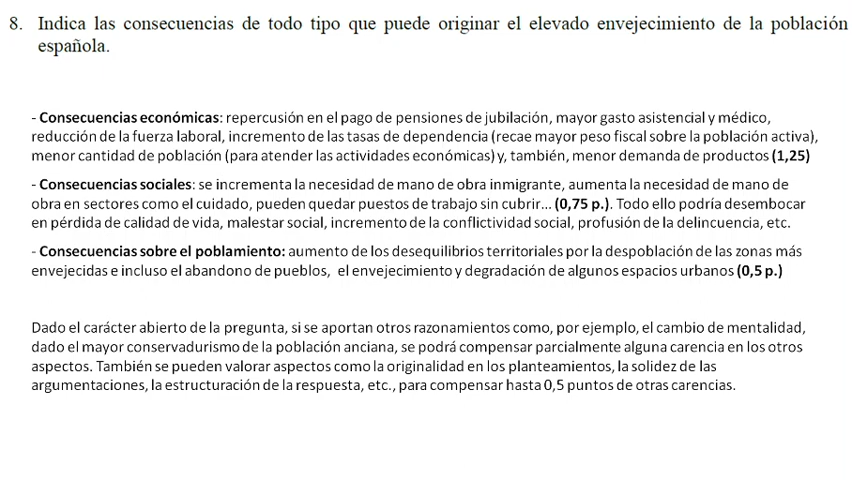 8. Indica las consecuencias de todo tipo que puede originar el elevado envejecimiento de la población
española.
- Consecuencias económicas: repercusión en el pago de pensiones de jubilación, mayor gasto asistencial y médico,
reducción de la fuerza laboral, incremento de las tasas de dependencia (recae mayor peso fiscal sobre la población activa),
menor cantidad de población (para atender las actividades económicas) y, también, menor demanda de productos (1,25)
- Consecuencias sociales: se incrementa la necesidad de mano de obra inmigrante, aumenta la necesidad de mano de
obra en sectores como el cuidado, pueden quedar puestos de trabajo sin cubrir... (0,75 p.). Todo ello podría desembocar
en pérdida de calidad de vida, malestar social, incremento de la conflictividad social, profusión de la delincuencia, etc.
- Consecuencias sobre el poblamiento: aumento de los desequilibrios territoriales por la despoblación de las zonas más
envejecidas e incluso el abandono de pueblos, el envejecimiento y degradación de algunos espacios urbanos (0,5 p.)
Dado el carácter abierto de la pregunta, si se aportan otros razonamientos como, por ejemplo, el cambio de mentalidad,
dado el mayor conservadurismo de la población anciana, se podrá compensar parcialmente alguna carencia en los otros
aspectos. También se pueden valorar aspectos como la originalidad en los planteamientos, la solidez de las
argumentaciones, la estructuración de la respuesta, etc., para compensar hasta 0,5 puntos de otras carencias.